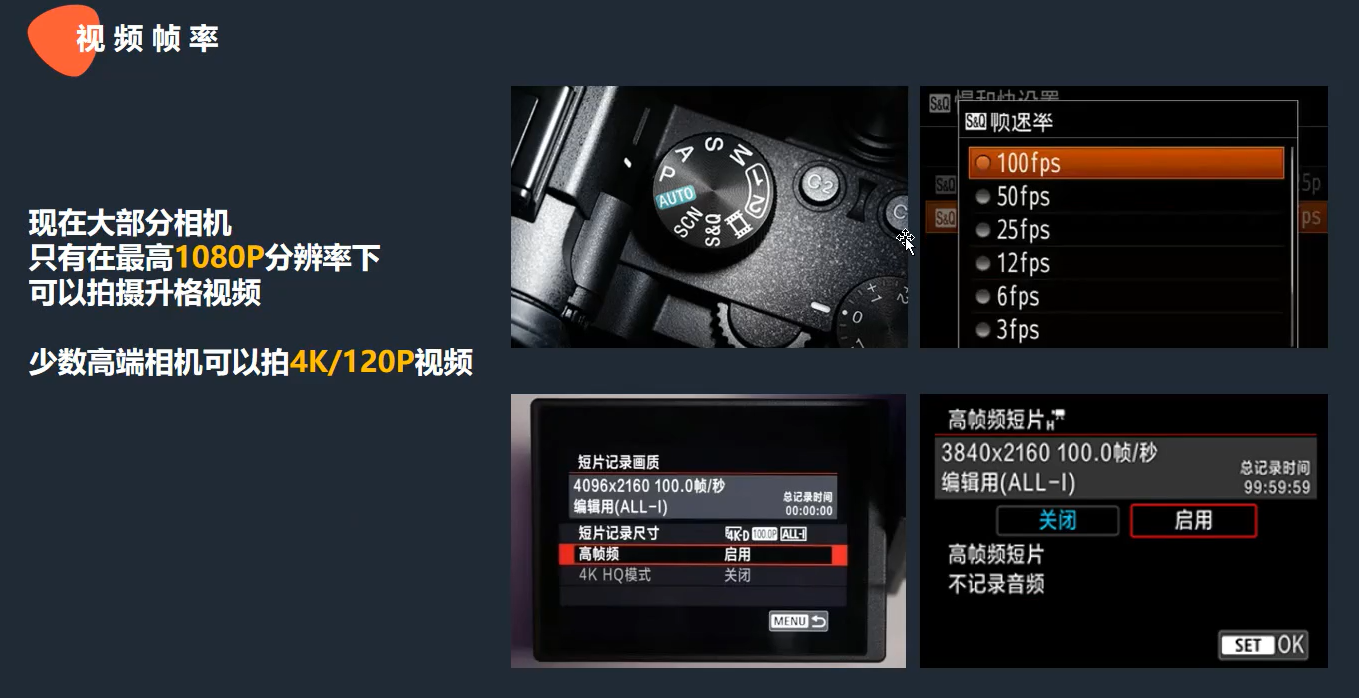 视频帧率
现在大部分相机
只有在最高1080P分辨率下
可以拍摄升格视频
少数高端相机可以拍4K/120P视频
P A S M 1 2
AUTO
SCN S&Q
C2
C
+ 1 2
0
1
S&Q
S&Q 帧速率
100fps
50fps
25fps
12fps
6fps
3fps
S&Q
5p
S&Q
ps
短片记录画质
4096x2160 100.0帧/秒
编辑用(ALL-I)
总记录时间
00:00:00
短片记录尺寸 4K-D 100.0P ALL-I
高帧频 启用
4K HQ模式 关闭
MENU
高帧频短片H
3840x2160 100.0帧/秒
编辑用(ALL-I)
总记录时间
99:59:59
关闭 启用
高帧频短片
不记录音频
SET OK